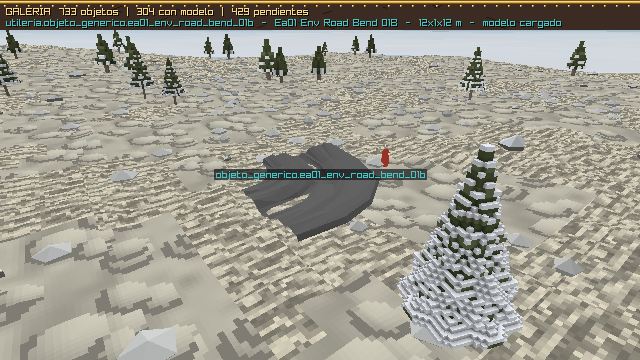 GALERÍA  733 objetos | 304 con modelo | 429 pendientes
utileria.objeto_generico.ea01_env_road_bend_01b - Ea01 Env Road Bend 01B - 12x1x12 m - modelo cargado
objeto_generico.ea01_env_road_bend_01b